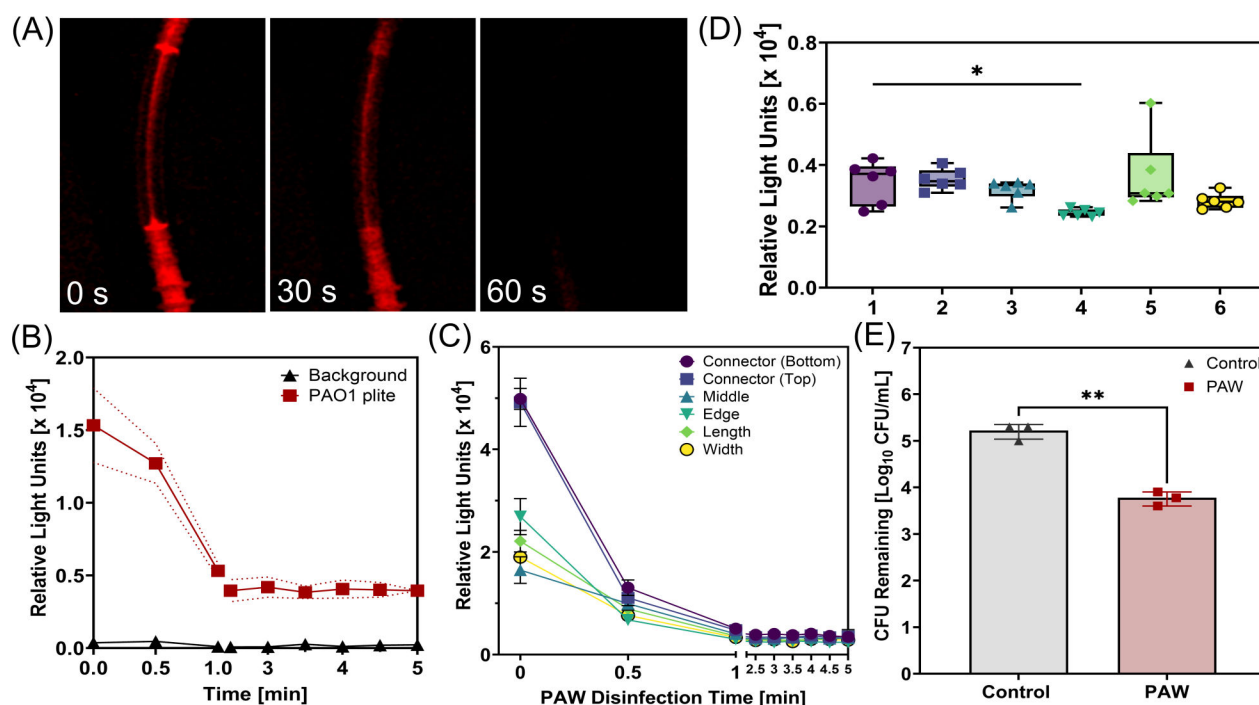 (A)
0 s
30 s
60 s
(D)
Relative Light Units [x 10⁴]
0.8
0.6
0.4
0.2
0.0
*
1 2 3 4 5 6
(B)
Relative Light Units [x 10⁴]
2.0
1.5
1.0
0.5
0.0
Background
PAO1 plite
0.0 0.5 1.0 3 4 5
Time [min]
(C)
Relative Light Units [x 10⁴]
6
4
2
0
Connector (Bottom)
Connector (Top)
Middle
Edge
Length
Width
0 0.5 1 2.5 3 3.5 4 4.5 5
PAW Disinfection Time [min]
(E)
CFU Remaining [Log₁₀ CFU/mL]
7
6
5
4
3
2
1
0
Control
PAW
**
Control PAW